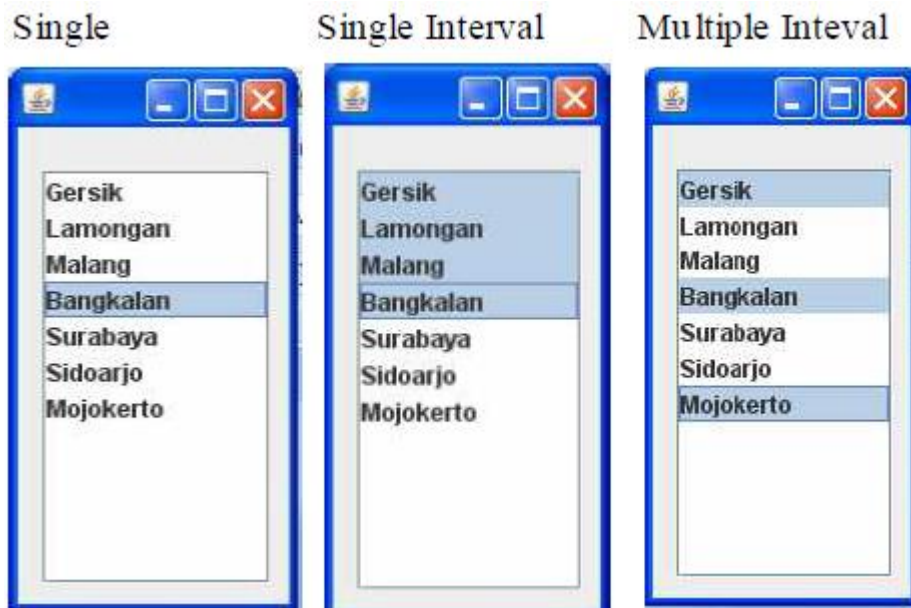 Single
Single Interval
Multiple Inteval
Gersik
Lamongan
Malang
Bangkalan
Surabaya
Sidoarjo
Mojokerto
Gersik
Lamongan
Malang
Bangkalan
Surabaya
Sidoarjo
Mojokerto
Gersik
Lamongan
Malang
Bangkalan
Surabaya
Sidoarjo
Mojokerto